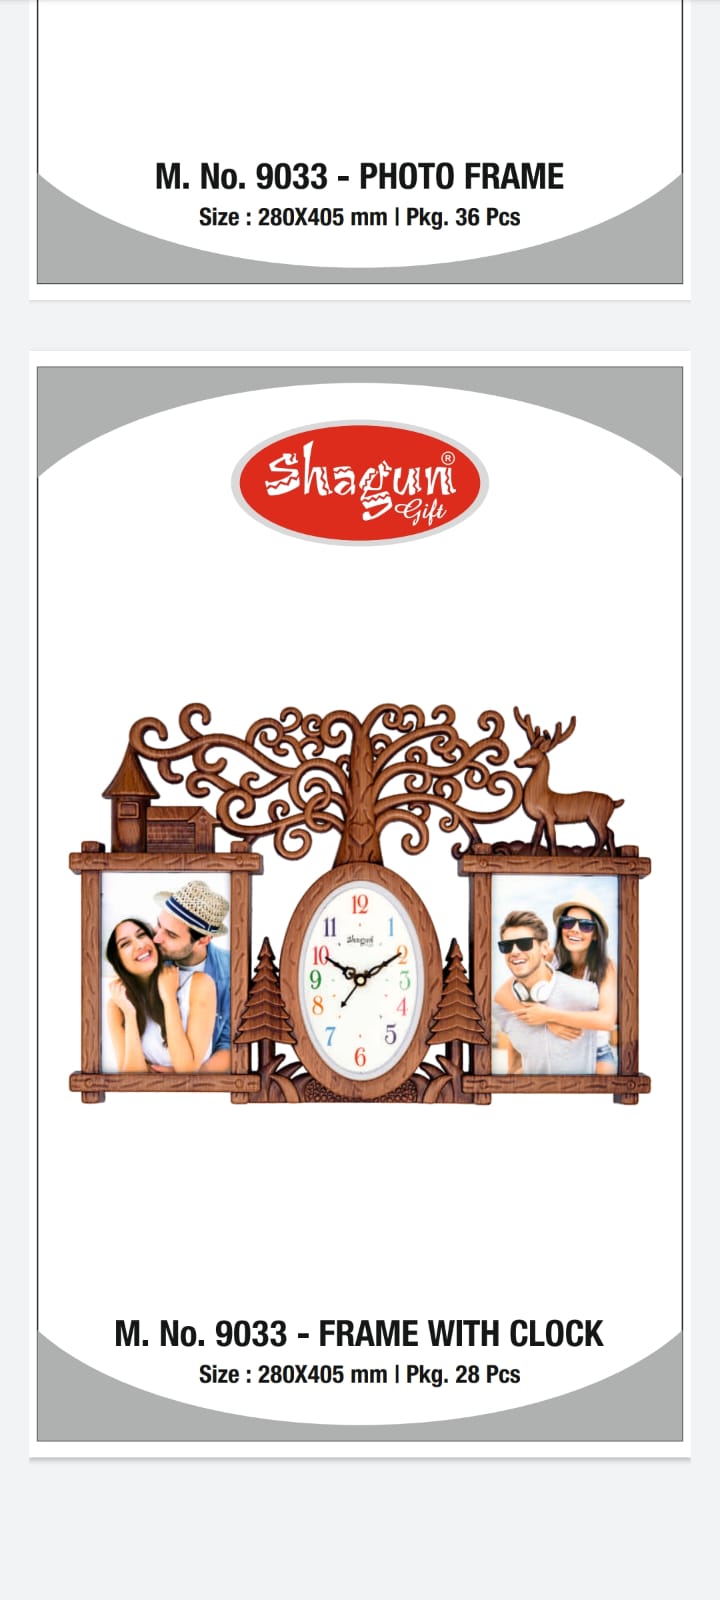 M. No. 9033 - PHOTO FRAME
Size : 280X405 mm | Pkg. 36 Pcs
Shagun ®
Gift
12
11 1
Shagun
10 2
9 3
8 4
7 5
6
M. No. 9033 - FRAME WITH CLOCK
Size : 280X405 mm | Pkg. 28 Pcs